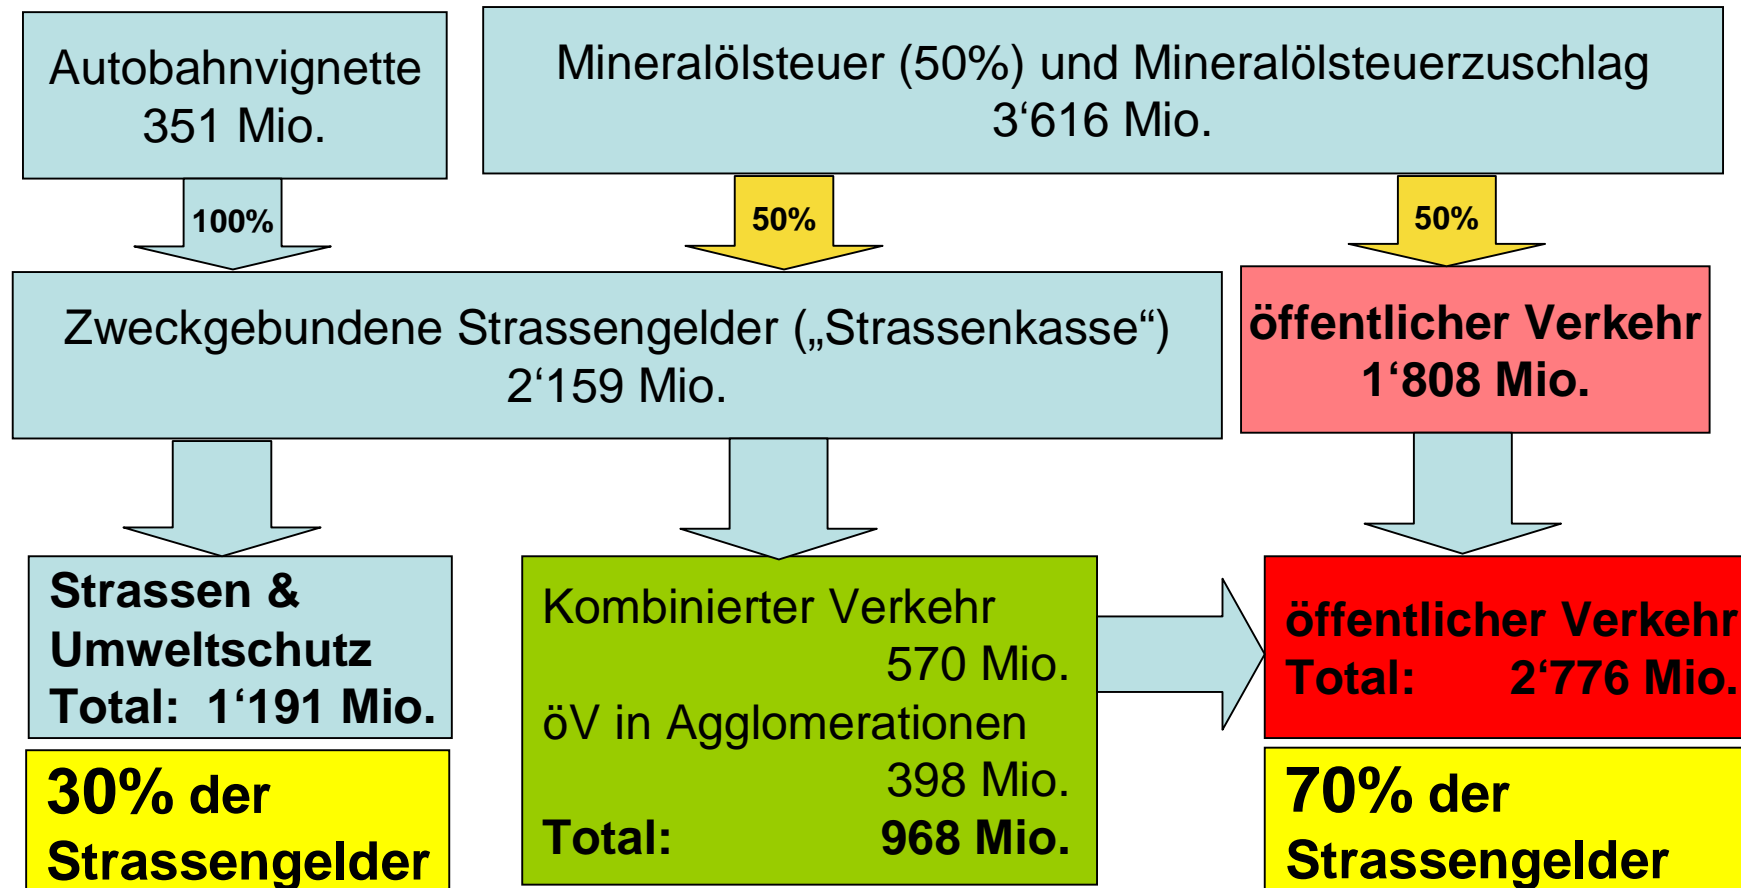 Autobahnvignette
351 Mio.
Mineralölsteuer (50%) und Mineralölsteuerzuschlag
3‘616 Mio.
100%
50%
50%
Zweckgebundene Strassengelder („Strassenkasse“)
2‘159 Mio.
öffentlicher Verkehr
1‘808 Mio.
Strassen &
Umweltschutz
Total: 1‘191 Mio.
30% der
Strassengelder
Kombinierter Verkehr
570 Mio.
öV in Agglomerationen
398 Mio.
Total: 968 Mio.
öffentlicher Verkehr
Total: 2‘776 Mio.
70% der
Strassengelder